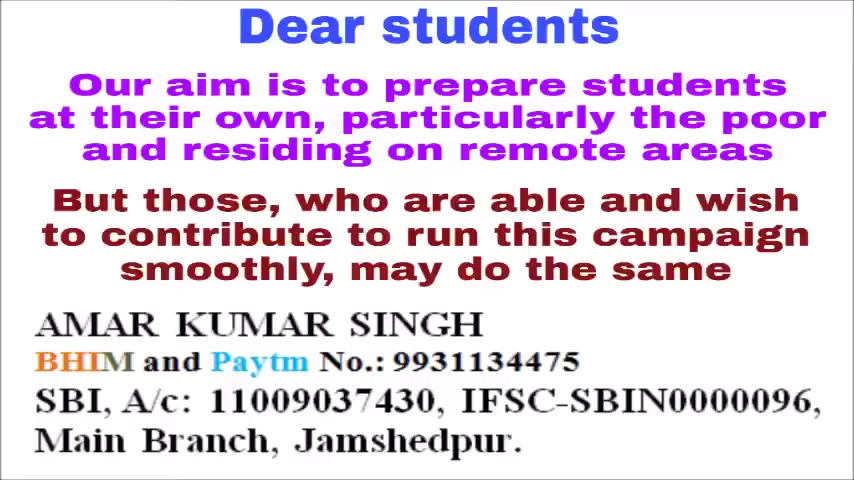 Dear students
Our aim is to prepare students
at their own, particularly the poor
and residing on remote areas
But those, who are able and wish
to contribute to run this campaign
smoothly, may do the same
AMAR KUMAR SINGH
BHIM and Paytm No.: 9931134475
SBI, A/c: 11009037430, IFSC-SBIN0000096,
Main Branch, Jamshedpur.